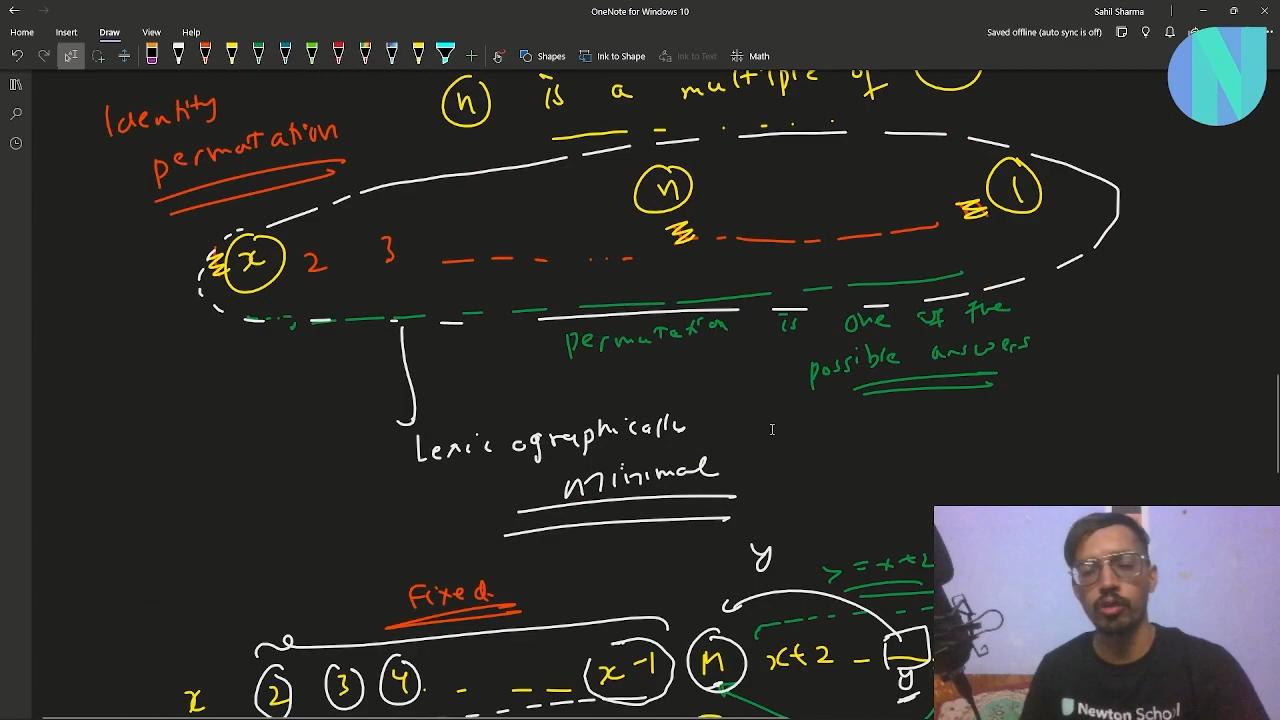 OneNote for Windows 10
Sahil Sharma
Home Insert Draw View Help
Saved offline (auto sync is off)
Shapes Ink to Shape Ink to Text Math
n is a multiple of
Identity
permutation
n
1
x 2 3
permutation is one of the
possible answers
Lexicographically
minimal
y
>= x+2
Fixed
x 2 3 4 x-1 n x+2 y
Newton School